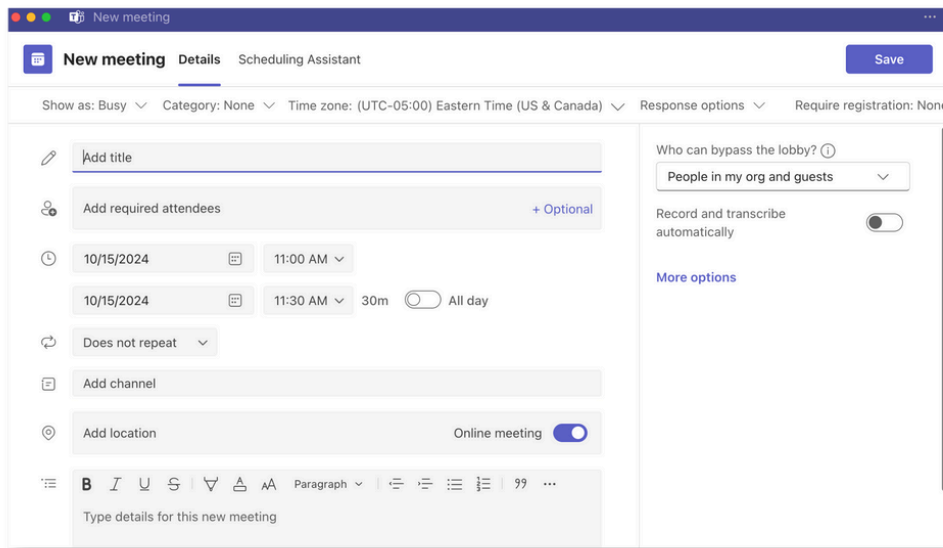 New meeting
New meeting Details Scheduling Assistant Save
Show as: Busy Category: None Time zone: (UTC-05:00) Eastern Time (US & Canada) Response options Require registration: None
Add title
Add required attendees + Optional
10/15/2024 11:00 AM
10/15/2024 11:30 AM 30m All day
Does not repeat
Add channel
Add location Online meeting
B I U S A AA Paragraph 99 ...
Type details for this new meeting
Who can bypass the lobby?
People in my org and guests
Record and transcribe
automatically
More options